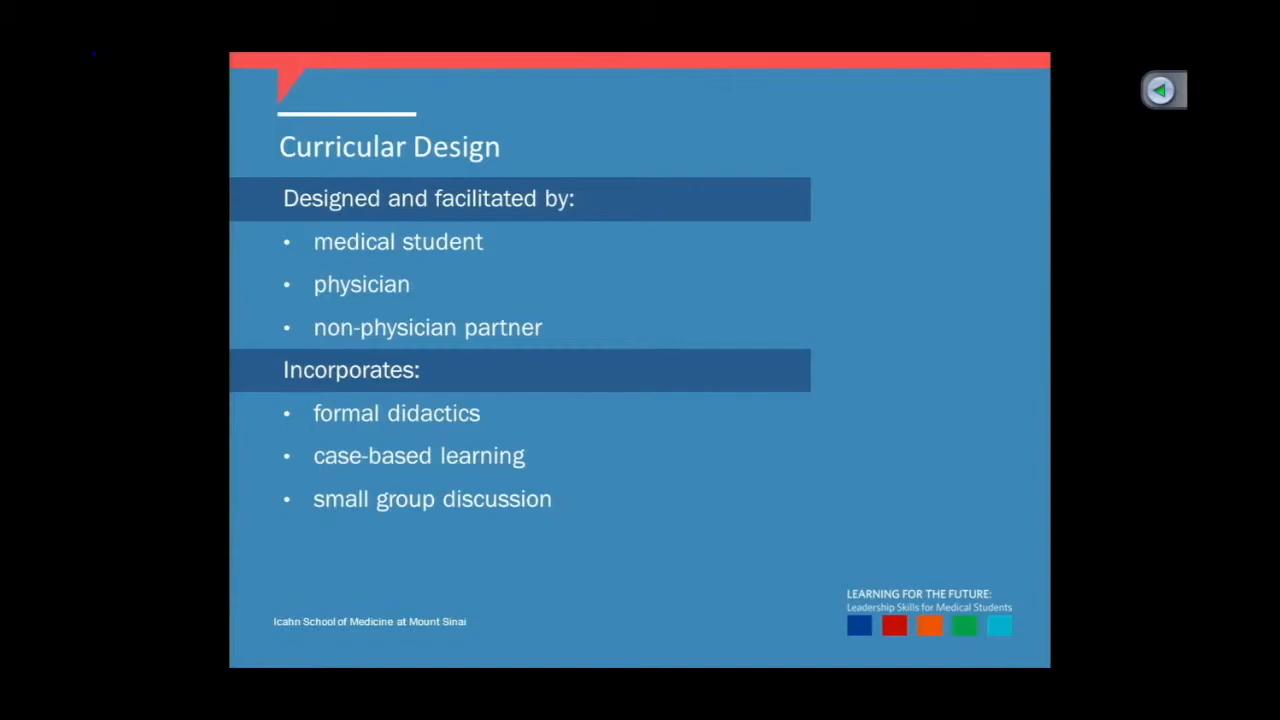 Curricular Design
Designed and facilitated by:
• medical student
• physician
• non-physician partner
Incorporates:
• formal didactics
• case-based learning
• small group discussion
Icahn School of Medicine at Mount Sinai
LEARNING FOR THE FUTURE:
Leadership Skills for Medical Students